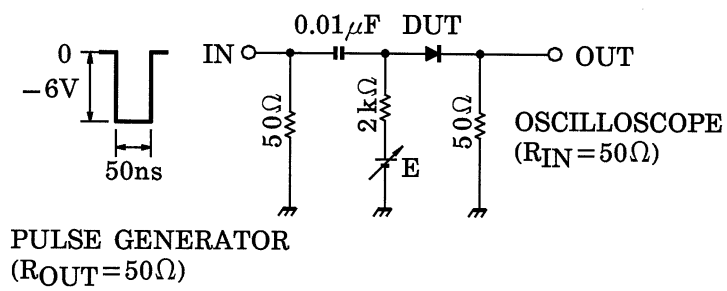 0.01μF DUT
0
IN
OUT
−6V
50Ω
2kΩ
50Ω
OSCILLOSCOPE
(RIN=50Ω)
E
50ns
PULSE GENERATOR
(ROUT=50Ω)